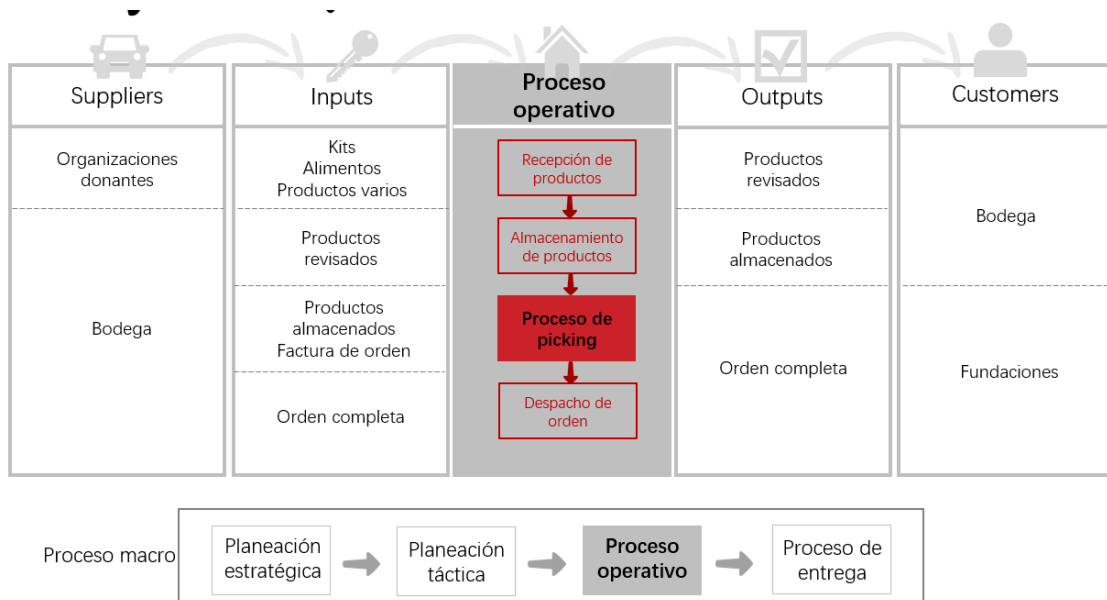 Suppliers
Inputs
Proceso
operativo
Outputs
Customers
Organizaciones
donantes
Kits
Alimentos
Productos varios
Recepción de
productos
Productos
revisados
Bodega
Bodega
Productos
revisados
Almacenamiento
de productos
Productos
almacenados
Productos
almacenados
Factura de orden
Proceso de
picking
Orden completa
Fundaciones
Orden completa
Despacho de
orden
Proceso macro
Planeación
estratégica
Planeación
táctica
Proceso
operativo
Proceso de
entrega